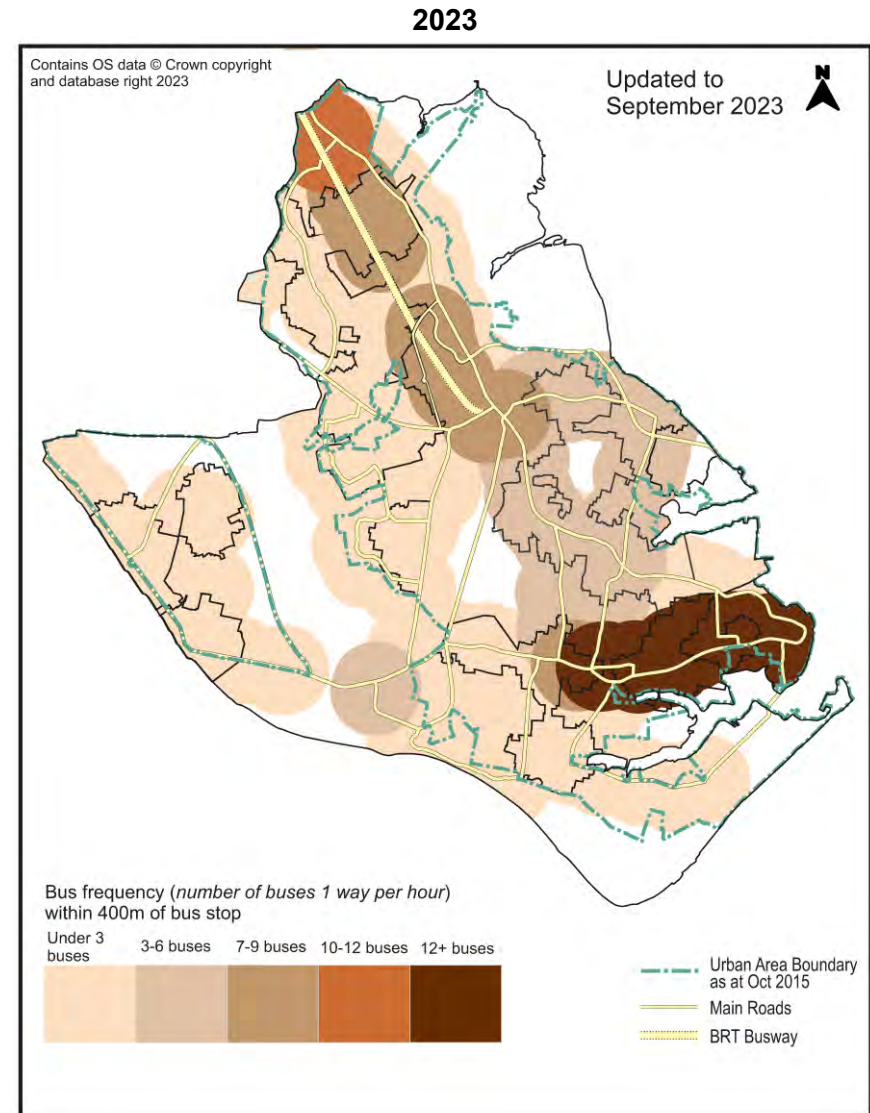 2023
Contains OS data © Crown copyright
and database right 2023
Updated to
September 2023
N
Bus frequency (number of buses 1 way per hour)
within 400m of bus stop
Under 3
buses
3-6 buses
7-9 buses
10-12 buses
12+ buses
Urban Area Boundary
as at Oct 2015
Main Roads
BRT Busway